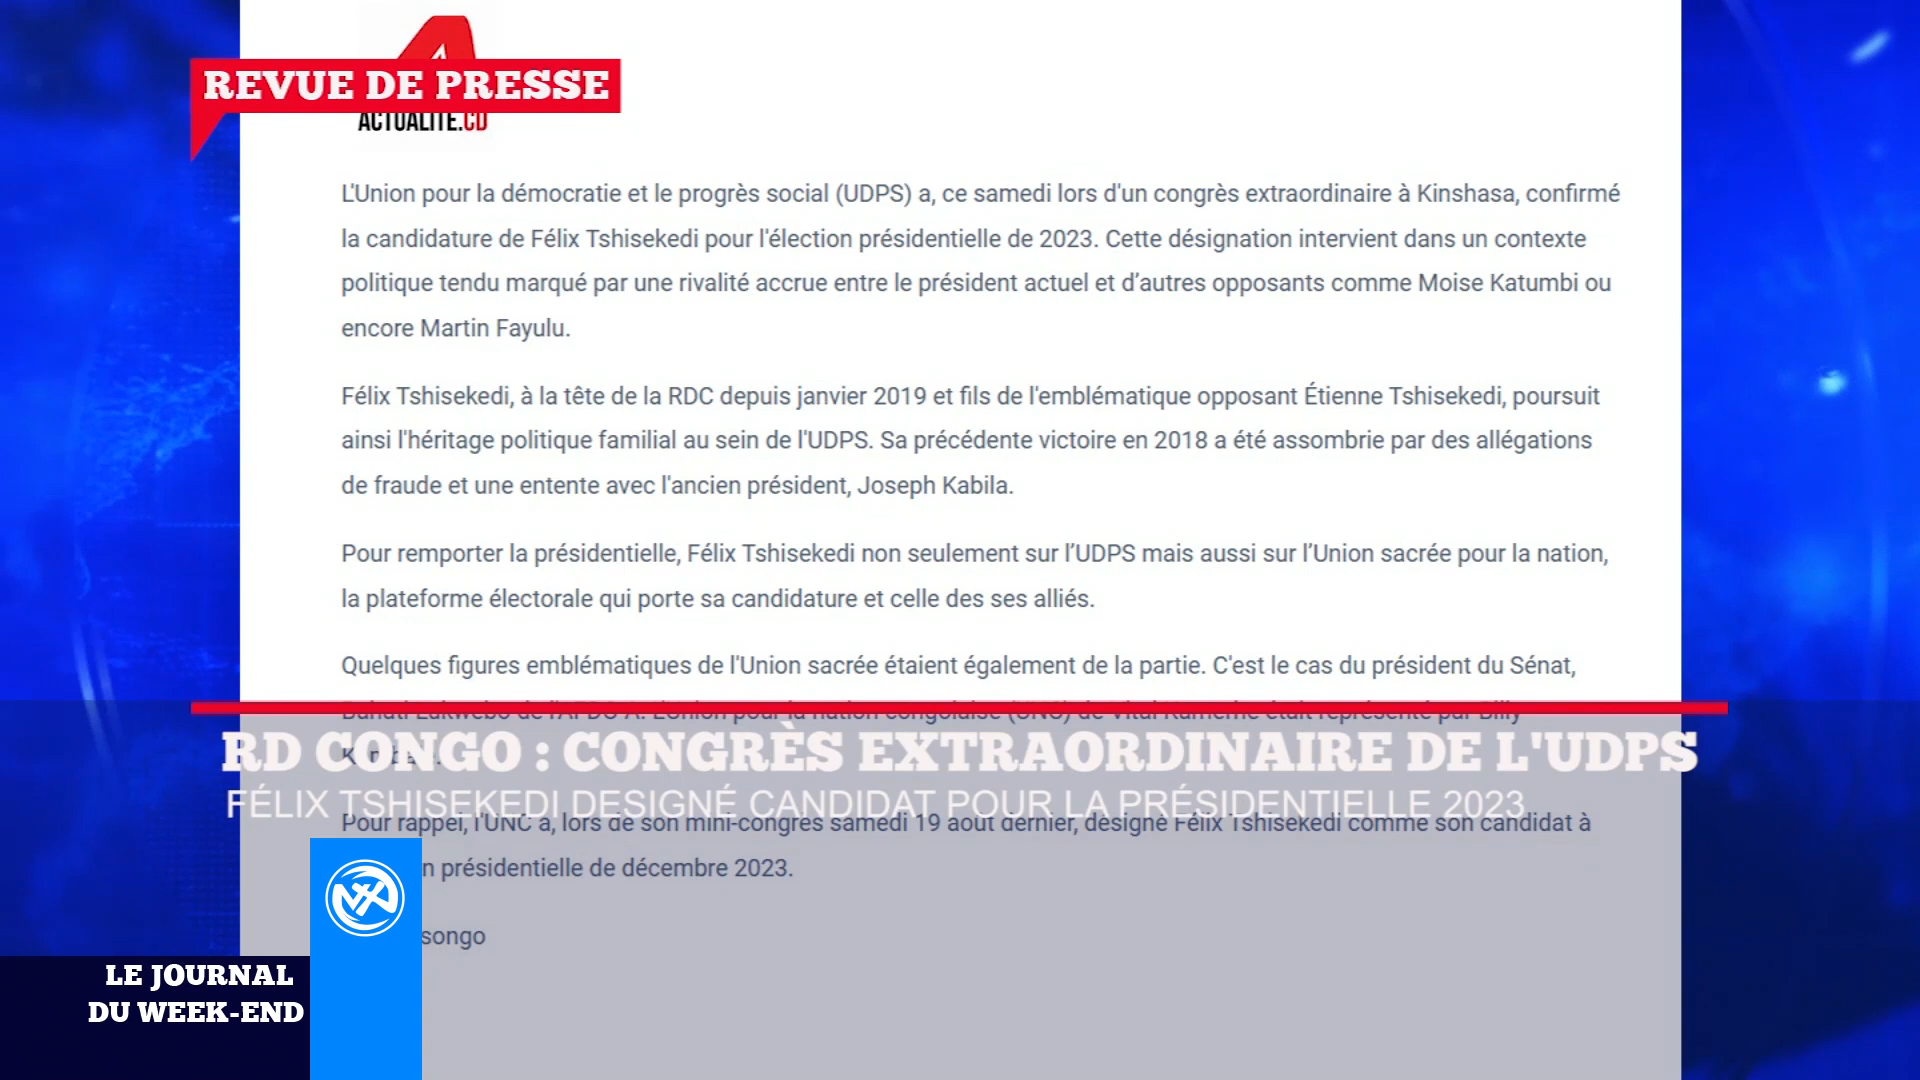 REVUE DE PRESSE
ACTUALITE.CD
L'Union pour la démocratie et le progrès social (UDPS) a, ce samedi lors d'un congrès extraordinaire à Kinshasa, confirmé
la candidature de Félix Tshisekedi pour l'élection présidentielle de 2023. Cette désignation intervient dans un contexte
politique tendu marqué par une rivalité accrue entre le président actuel et d’autres opposants comme Moise Katumbi ou
encore Martin Fayulu.
Félix Tshisekedi, à la tête de la RDC depuis janvier 2019 et fils de l'emblématique opposant Étienne Tshisekedi, poursuit
ainsi l'héritage politique familial au sein de l'UDPS. Sa précédente victoire en 2018 a été assombrie par des allégations
de fraude et une entente avec l'ancien président, Joseph Kabila.
Pour remporter la présidentielle, Félix Tshisekedi non seulement sur l’UDPS mais aussi sur l’Union sacrée pour la nation,
la plateforme électorale qui porte sa candidature et celle des ses alliés.
Quelques figures emblématiques de l'Union sacrée étaient également de la partie. C'est le cas du président du Sénat,
RD CONGO : CONGRÈS EXTRAORDINAIRE DE L'UDPS
FÉLIX TSHISEKEDI DESIGNÉ CANDIDAT POUR LA PRÉSIDENTIELLE 2023
Pour rappel, l'UNC a, lors de son mini-congrès samedi 19 août dernier, désigné Félix Tshisekedi comme son candidat à
présidentielle de décembre 2023.
LE JOURNAL
DU WEEK-END